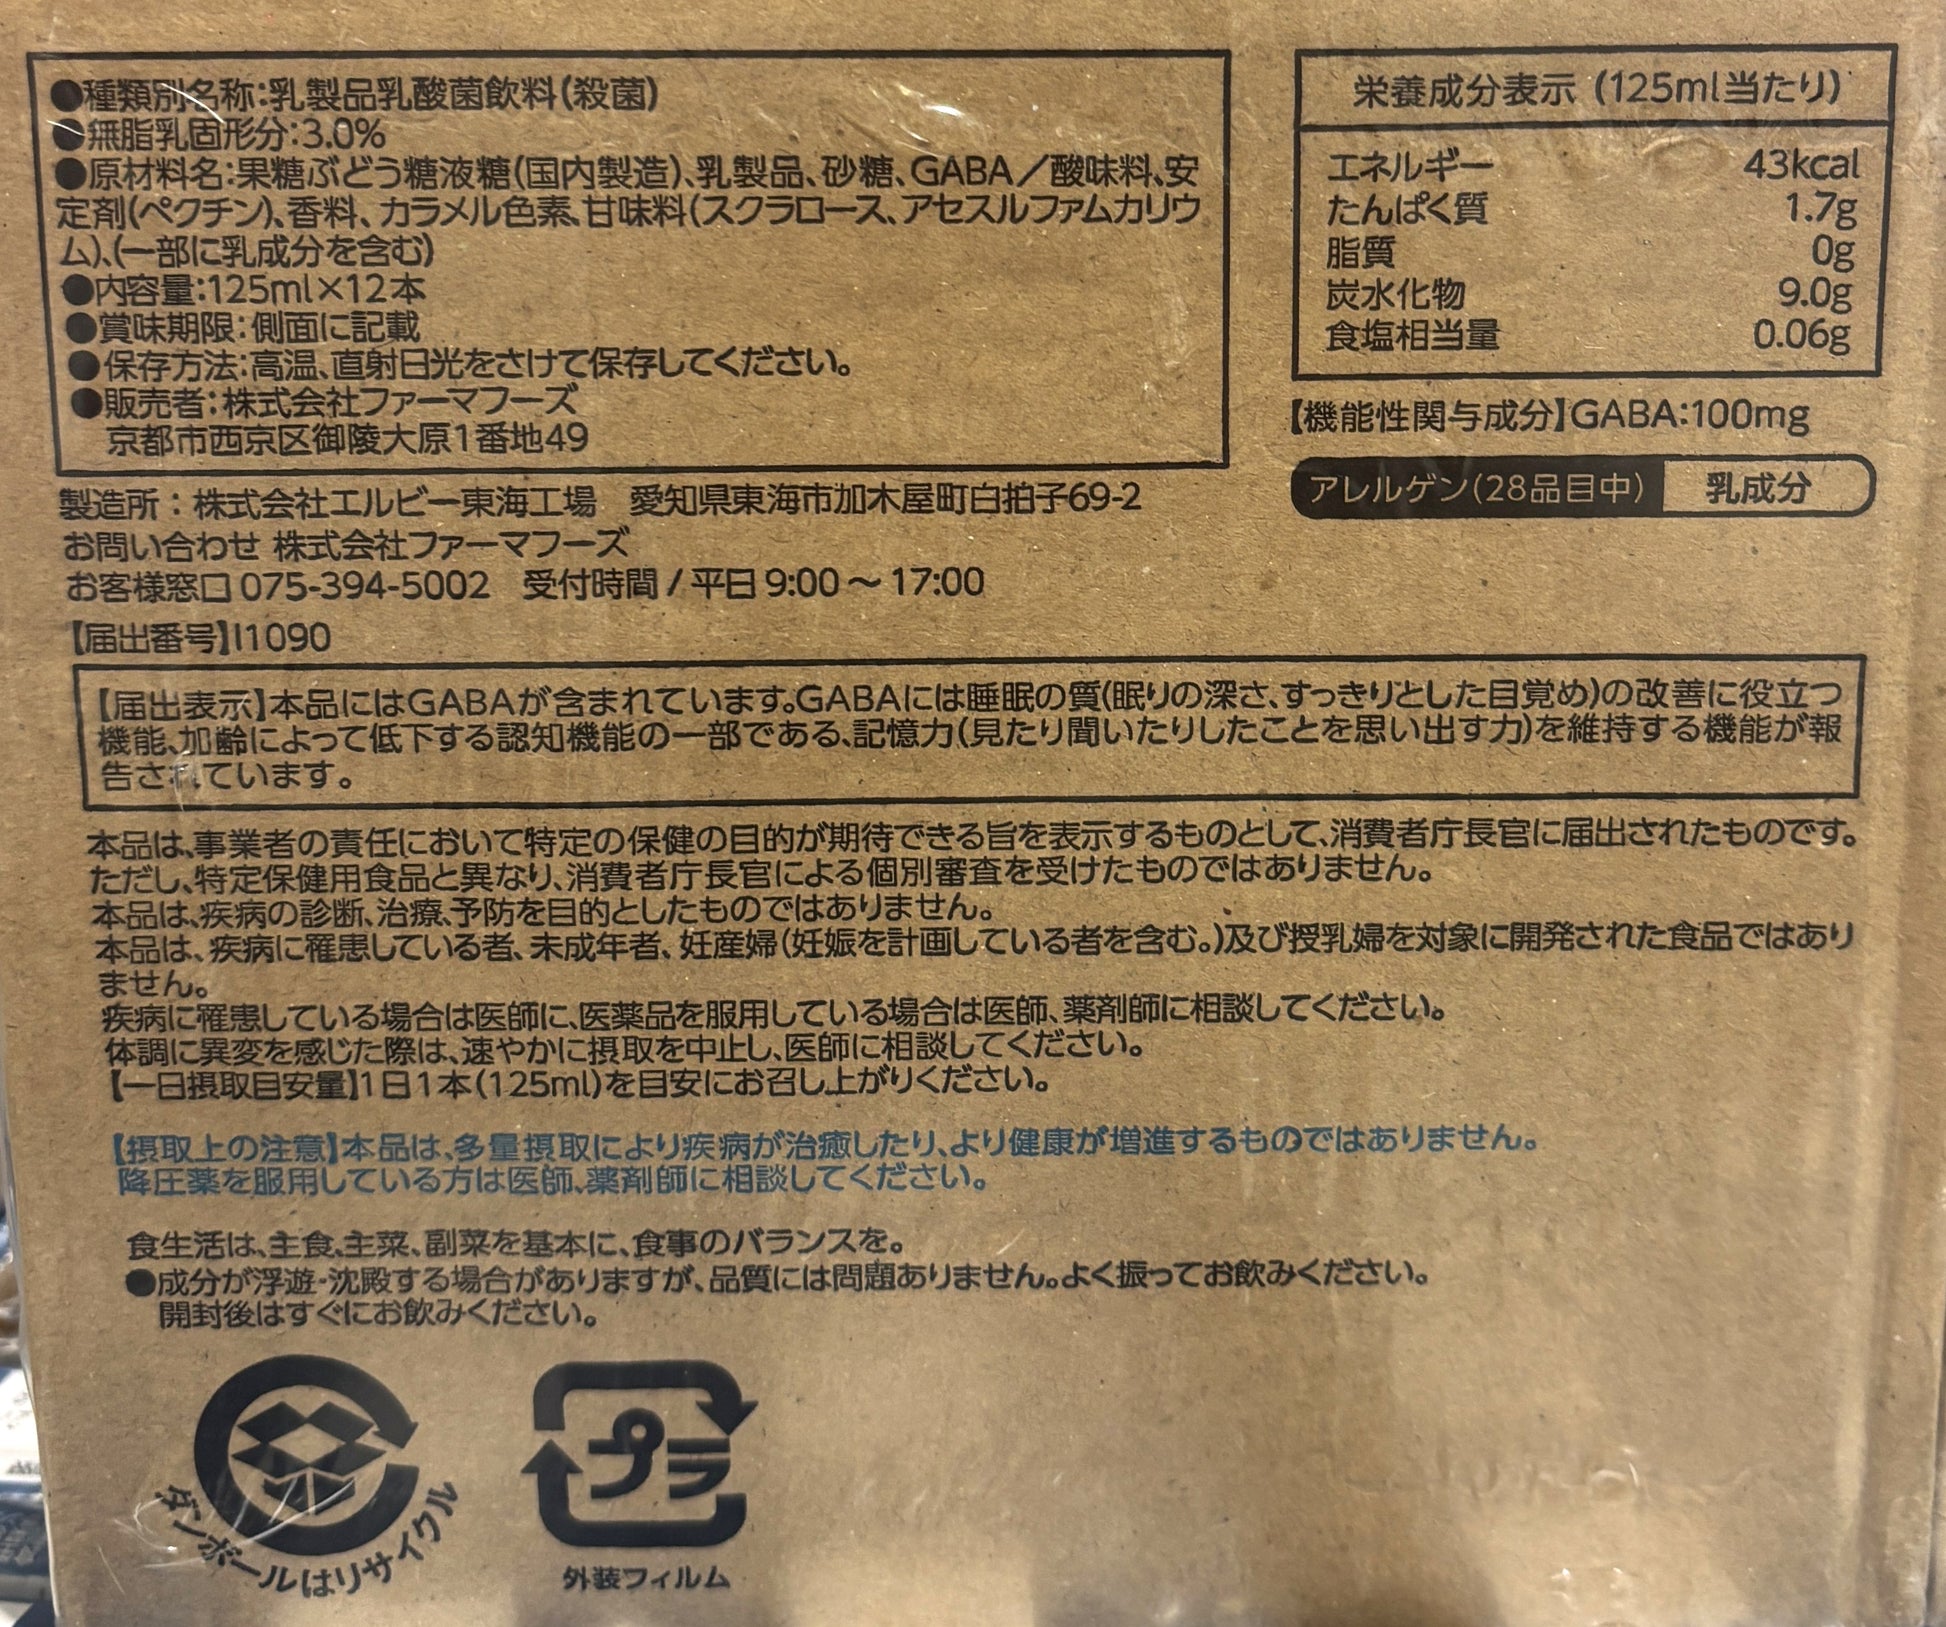 ●種類別名称:乳製品乳酸菌飲料(殺菌)
●無脂乳固形分:3.0%
●原材料名:果糖ぶどう糖液糖(国内製造)、乳製品、砂糖、GABA／酸味料、安
定剤(ペクチン)、香料、カラメル色素、甘味料(スクラロース、アセスルファムカリウ
ム)、(一部に乳成分を含む)
●内容量:125ml×12本
●賞味期限:側面に記載
●保存方法:高温、直射日光をさけて保存してください。
●販売者:株式会社ファーマフーズ
京都市西京区御陵大原1番地49
栄養成分表示 (125ml当たり)
エネルギー 43kcal
たんぱく質 1.7g
脂質 0g
炭水化物 9.0g
食塩相当量 0.06g
【機能性関与成分】GABA:100mg
アレルゲン(28品目中) 乳成分
製造所：株式会社エルビー東海工場 愛知県東海市加木屋町白拍子69-2
お問い合わせ 株式会社ファーマフーズ
お客様窓口 075-394-5002 受付時間 / 平日 9:00～17:00
【届出番号】I1090
【届出表示】本品にはGABAが含まれています。GABAには睡眠の質(眠りの深さ、すっきりとした目覚め)の改善に役立つ
機能、加齢によって低下する認知機能の一部である、記憶力(見たり聞いたりしたことを思い出す力)を維持する機能が報
告されています。
本品は、事業者の責任において特定の保健の目的が期待できる旨を表示するものとして、消費者庁長官に届出されたものです。
ただし、特定保健用食品と異なり、消費者庁長官による個別審査を受けたものではありません。
本品は、疾病の診断、治療、予防を目的としたものではありません。
本品は、疾病に罹患している者、未成年者、妊産婦(妊娠を計画している者を含む。)及び授乳婦を対象に開発された食品ではあり
ません。
疾病に罹患している場合は医師に、医薬品を服用している場合は医師、薬剤師に相談してください。
体調に異変を感じた際は、速やかに摂取を中止し、医師に相談してください。
【一日摂取目安量】1日1本(125ml)を目安にお召し上がりください。
【摂取上の注意】本品は、多量摂取により疾病が治癒したり、より健康が増進するものではありません。
降圧薬を服用している方は医師、薬剤師に相談してください。
食生活は、主食、主菜、副菜を基本に、食事のバランスを。
●成分が浮遊・沈殿する場合がありますが、品質には問題ありません。よく振ってお飲みください。
開封後はすぐにお飲みください。
ダンボールはリサイクル
プラ
外装フィルム